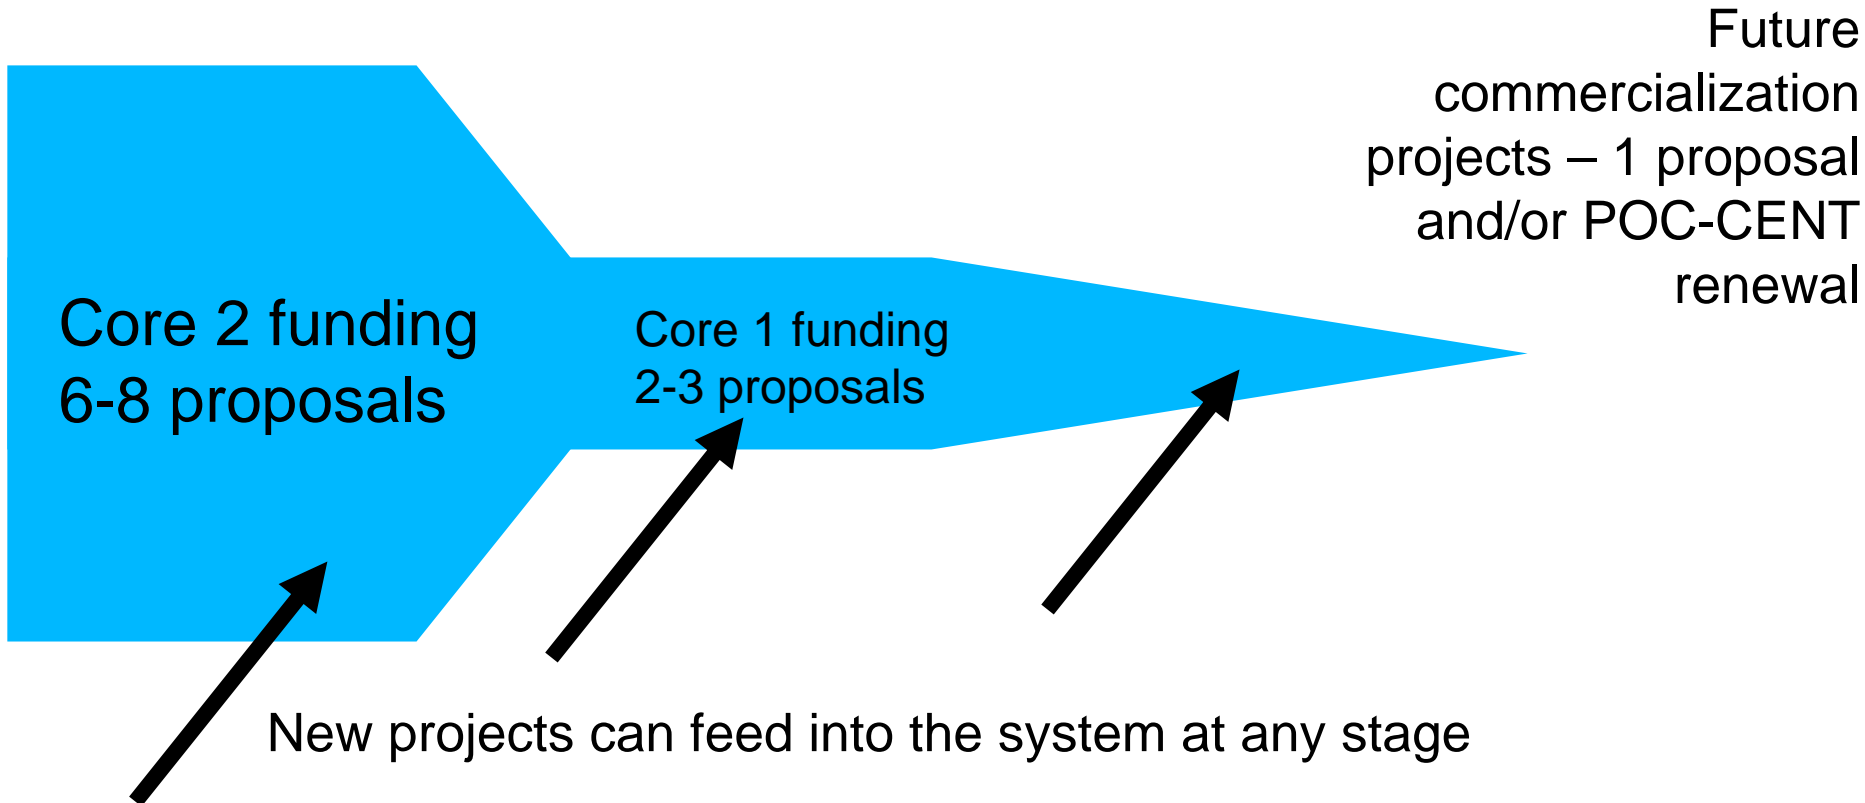 Future
commercialization
projects – 1 proposal
and/or POC-CENT
renewal
Core 2 funding
6-8 proposals
Core 1 funding
2-3 proposals
New projects can feed into the system at any stage